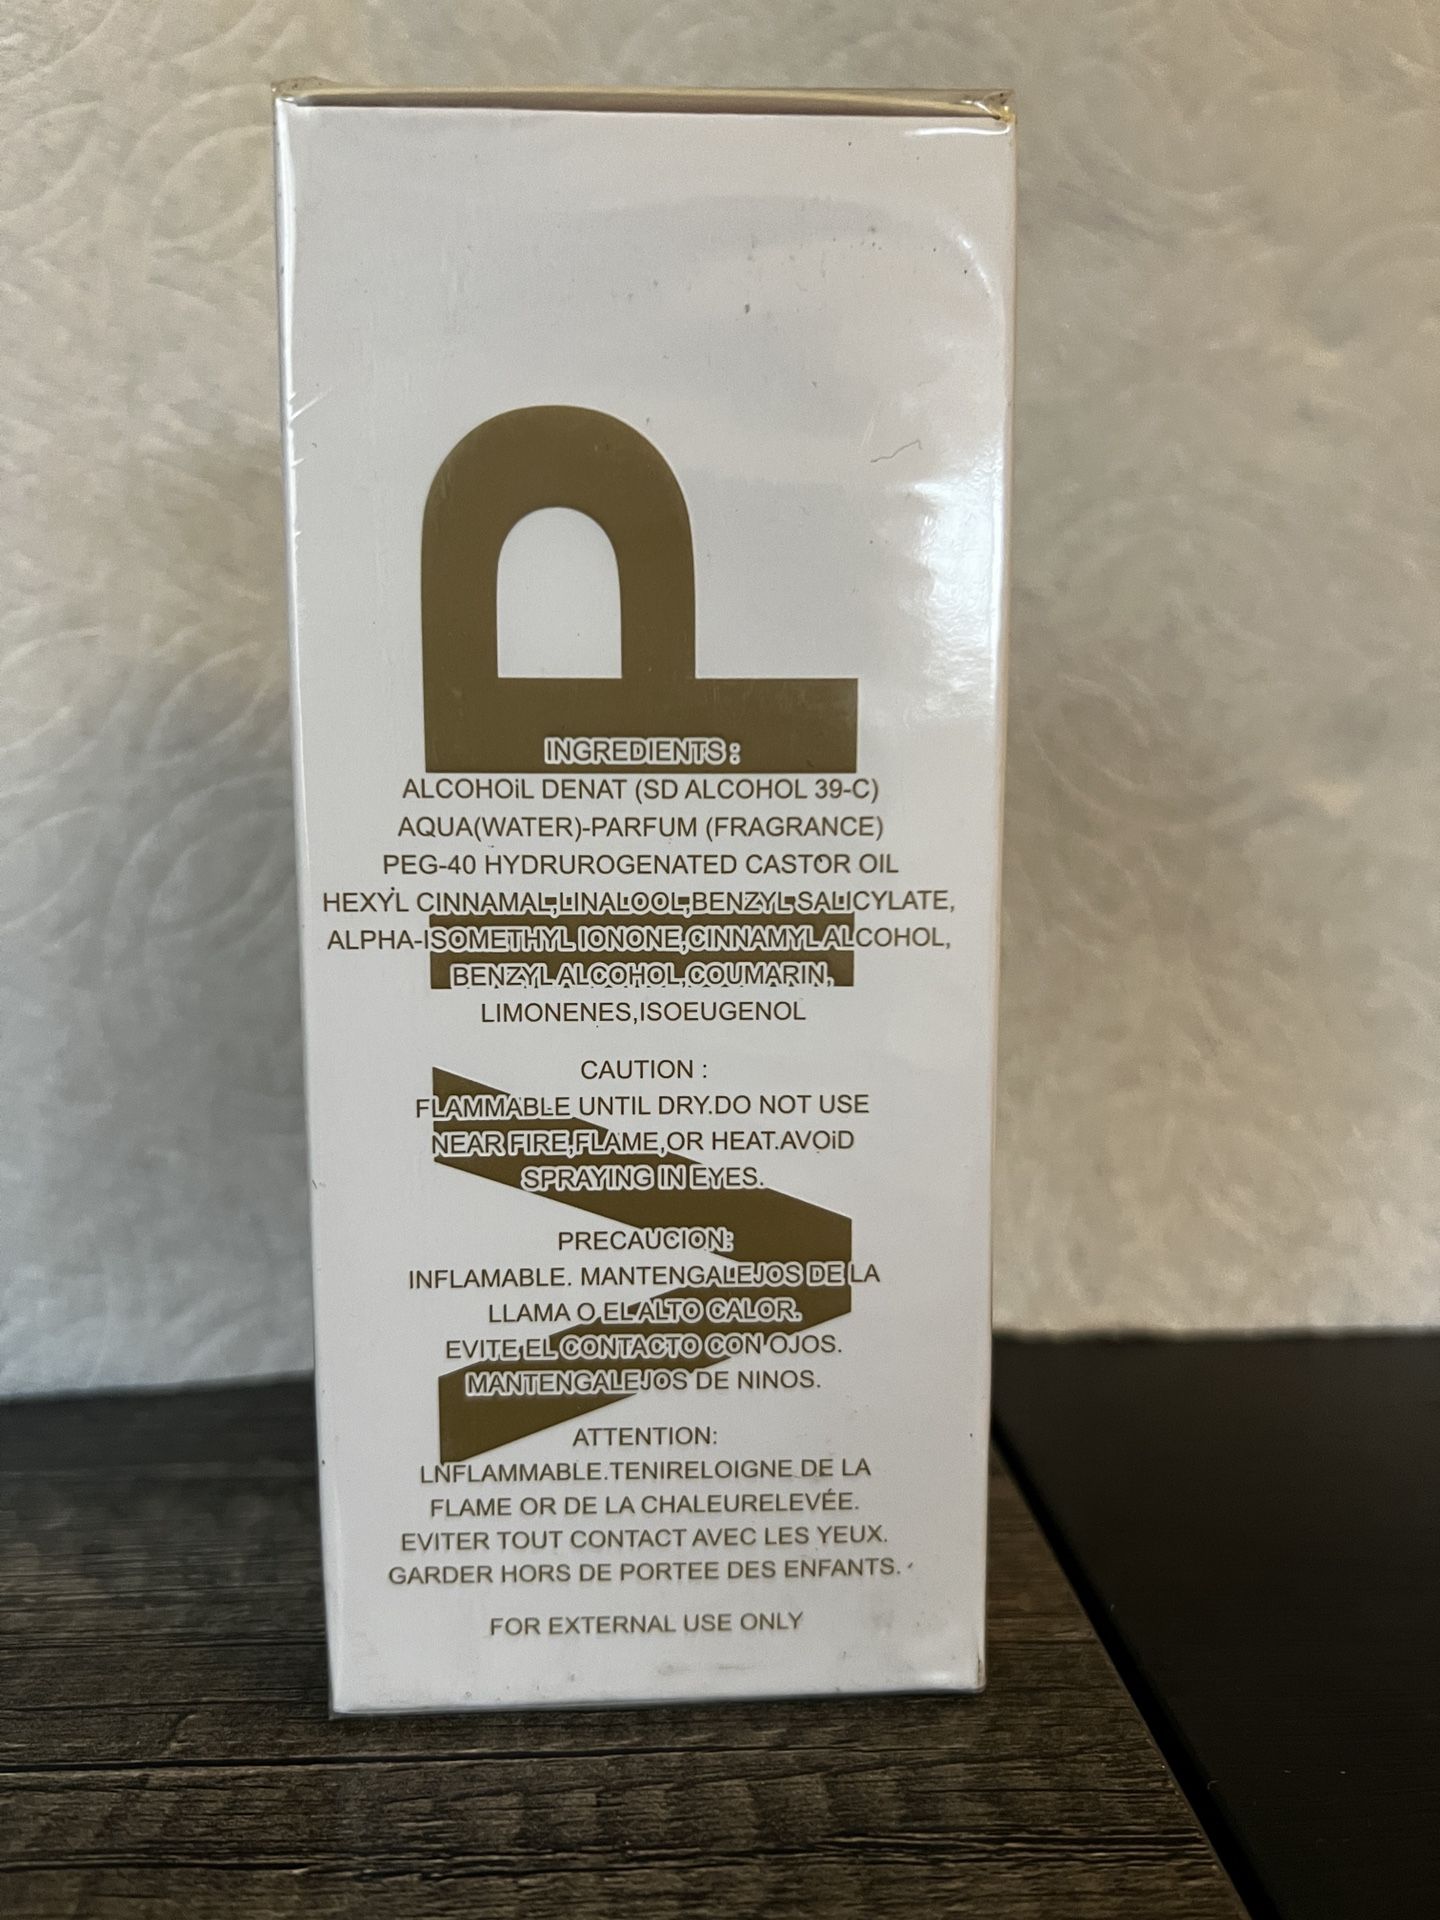 VIP
INGREDIENTS :
ALCOHOiL DENAT (SD ALCOHOL 39-C)
AQUA(WATER)-PARFUM (FRAGRANCE)
PEG-40 HYDRUROGENATED CASTOR OIL
HEXYL CINNAMAL,LINALOOL,BENZYL SALICYLATE,
ALPHA-ISOMETHYL IONONE,CINNAMYL ALCOHOL,
BENZYL ALCOHOL,COUMARIN,
LIMONENES,ISOEUGENOL
CAUTION :
FLAMMABLE UNTIL DRY.DO NOT USE
NEAR FIRE,FLAME,OR HEAT.AVOiD
SPRAYING IN EYES.
PRECAUCION:
INFLAMABLE. MANTENGALEJOS DE LA
LLAMA O EL ALTO CALOR.
EVITE EL CONTACTO CON OJOS.
MANTENGALEJOS DE NINOS.
ATTENTION:
LNFLAMMABLE.TENIRELOIGNE DE LA
FLAME OR DE LA CHALEURELEVÉE.
EVITER TOUT CONTACT AVEC LES YEUX.
GARDER HORS DE PORTEE DES ENFANTS.
FOR EXTERNAL USE ONLY